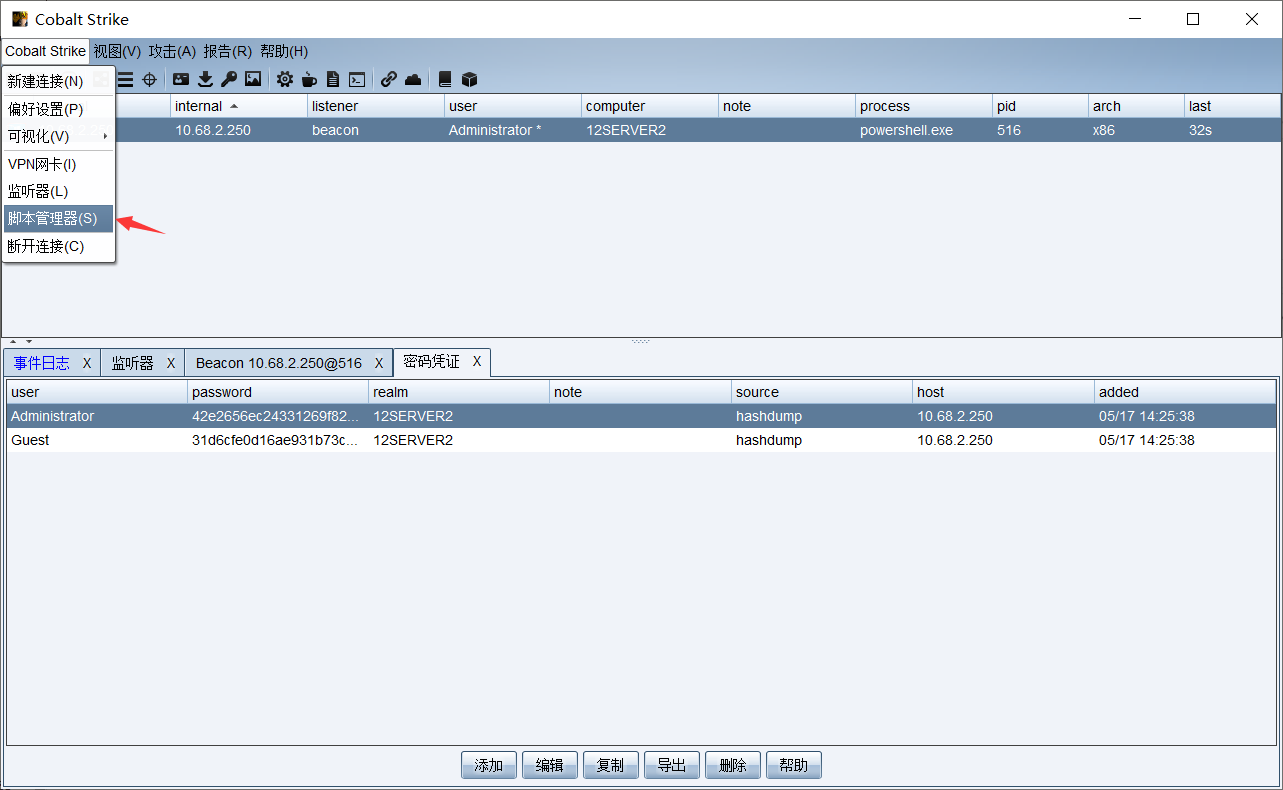 Cobalt Strike
Cobalt Strike 视图(V) 攻击(A) 报告(R) 帮助(H)
新建连接(N)
偏好设置(P)
可视化(V)
VPN网卡(I)
监听器(L)
脚本管理器(S)
断开连接(C)
internal listener user computer note process pid arch last
10.68.2.250 beacon Administrator * 12SERVER2 powershell.exe 516 x86 32s
事件日志 X 监听器 X Beacon 10.68.2.250@516 X 密码凭证 X
user password realm note source host added
Administrator 42e2656ec24331269f82... 12SERVER2 hashdump 10.68.2.250 05/17 14:25:38
Guest 31d6cfe0d16ae931b73c... 12SERVER2 hashdump 10.68.2.250 05/17 14:25:38
添加 编辑 复制 导出 删除 帮助